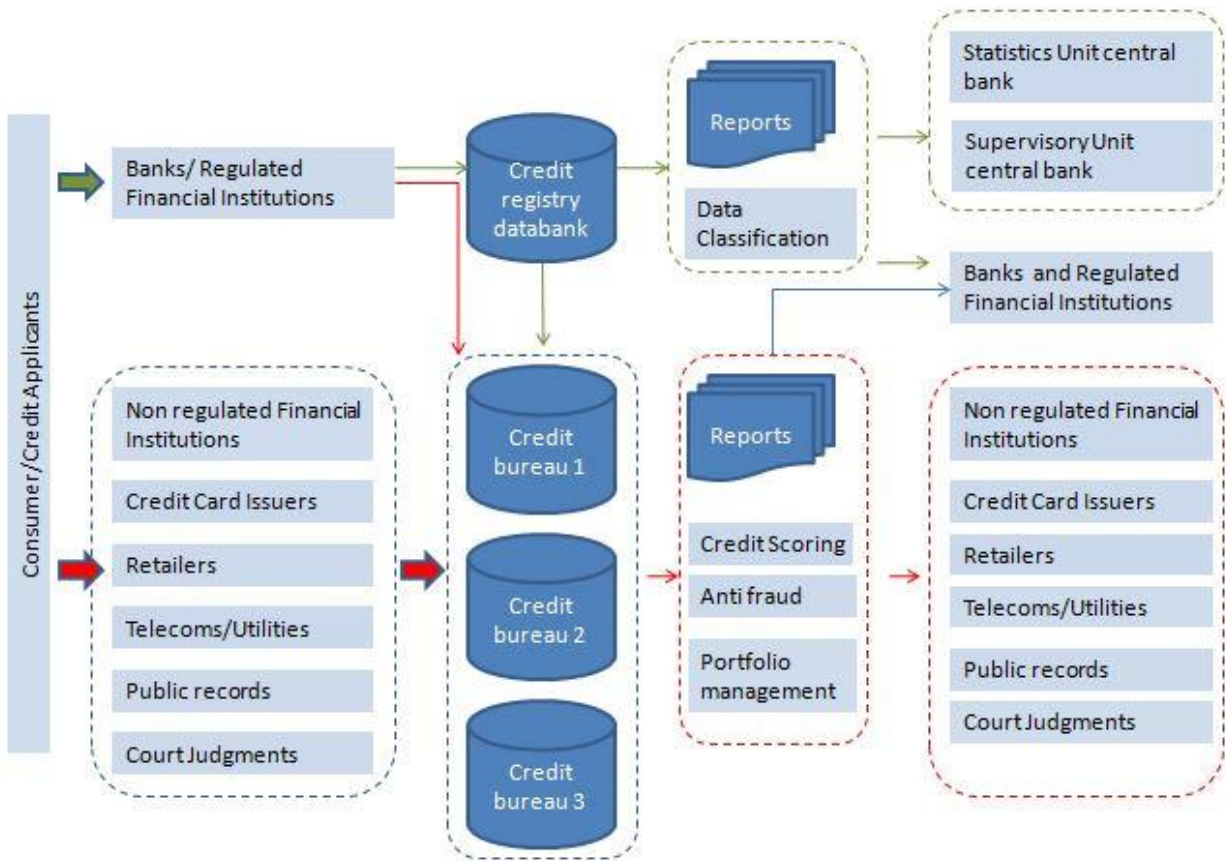 Consumer/Credit Applicants
Banks/ Regulated
Financial Institutions
Non regulated Financial
Institutions
Credit Card Issuers
Retailers
Telecoms/Utilities
Public records
Court Judgments
Credit
registry
databank
Credit
bureau 1
Credit
bureau 2
Credit
bureau 3
Reports
Data
Classification
Reports
Credit Scoring
Anti fraud
Portfolio
management
Statistics Unit central
bank
Supervisory Unit
central bank
Banks and Regulated
Financial Institutions
Non regulated Financial
Institutions
Credit Card Issuers
Retailers
Telecoms/Utilities
Public records
Court Judgments